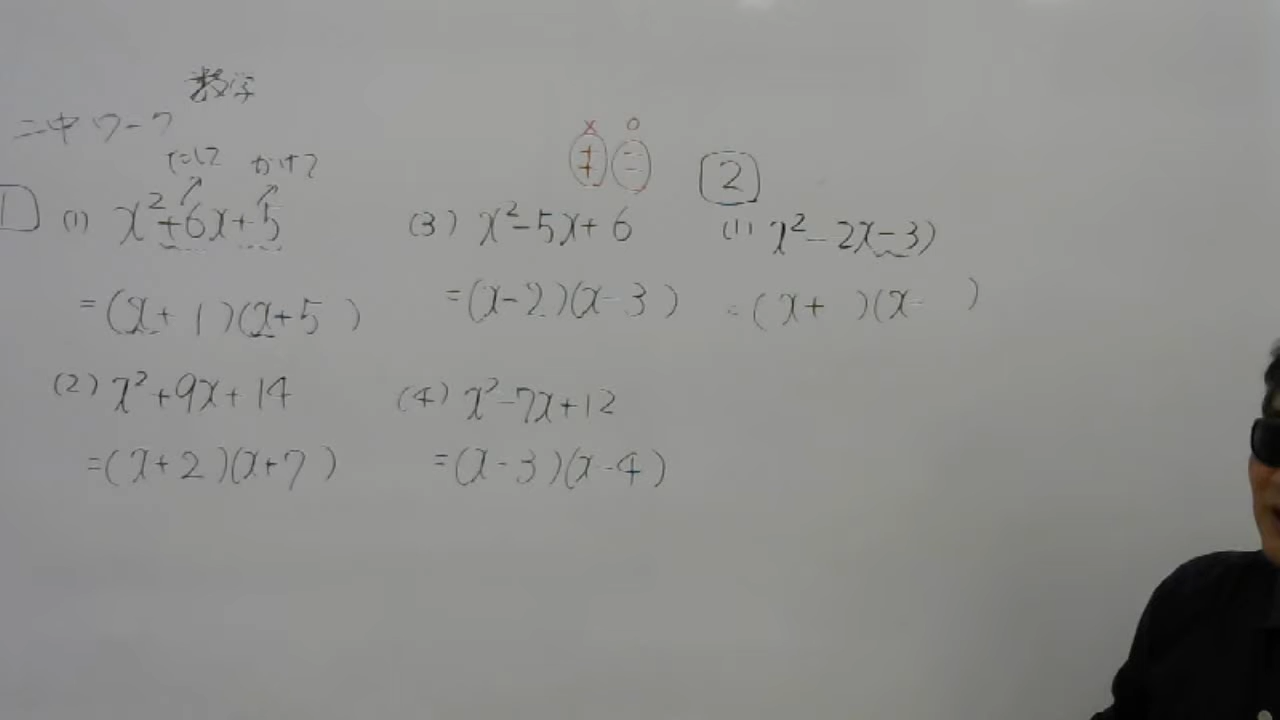 数学
二中ワーク
たして かけて
1 (1) x²+6x+5
=(x+1)(x+5)
(2) x²+9x+14
=(x+2)(x+7)
× ○
+ −
+ −
(3) x²-5x+6
=(x-2)(x-3)
(4) x²-7x+12
=(x-3)(x-4)
2
(1) x²-2x-3)
=(x+ )(x- )